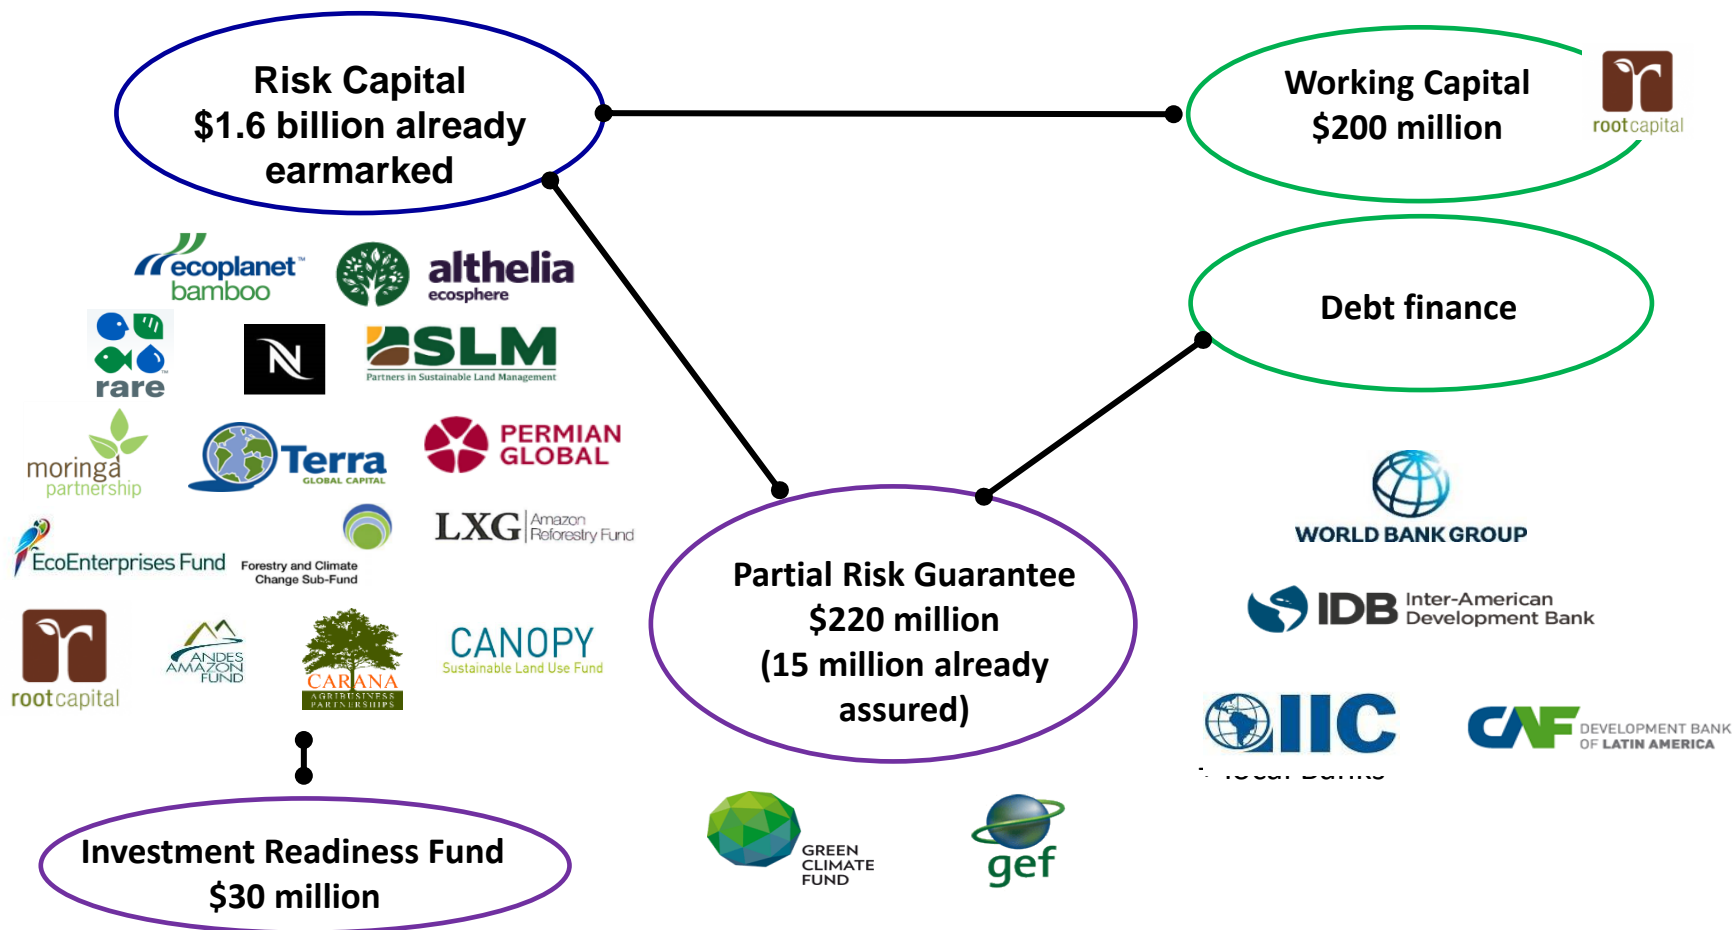 Risk Capital
$1.6 billion already
earmarked
Working Capital
$200 million
rootcapital
Debt finance
ecoplanet™
bamboo
althelia
ecosphere
rare
N
SLM
Partners in Sustainable Land Management
moringa
partnership
Terra
GLOBAL CAPITAL
PERMIAN
GLOBAL
EcoEnterprises Fund
Forestry and Climate
Change Sub-Fund
LXG Amazon
Reforestry Fund
rootcapital
ANDES
AMAZON
FUND
CARANA
AGRIBUSINESS
PARTNERSHIPS
CANOPY
Sustainable Land Use Fund
Partial Risk Guarantee
$220 million
(15 million already
assured)
WORLD BANK GROUP
IDB Inter-American
Development Bank
IIC
CAF DEVELOPMENT BANK
OF LATIN AMERICA
Banks
GREEN
CLIMATE
FUND
gef
Investment Readiness Fund
$30 million